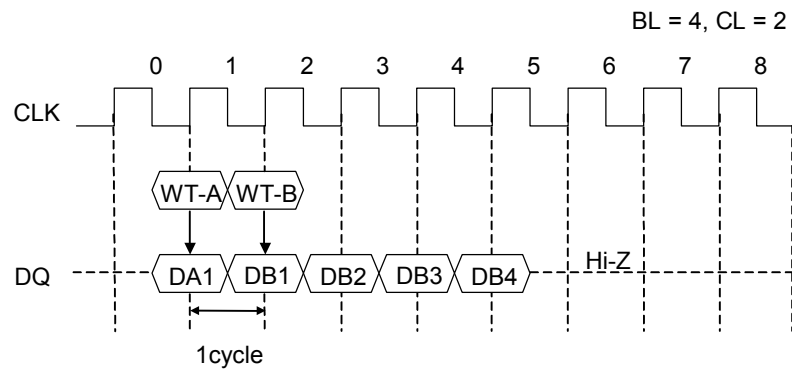 BL = 4, CL = 2
0 1 2 3 4 5 6 7 8
CLK
WT-A WT-B
DQ DA1 DB1 DB2 DB3 DB4 Hi-Z
1cycle